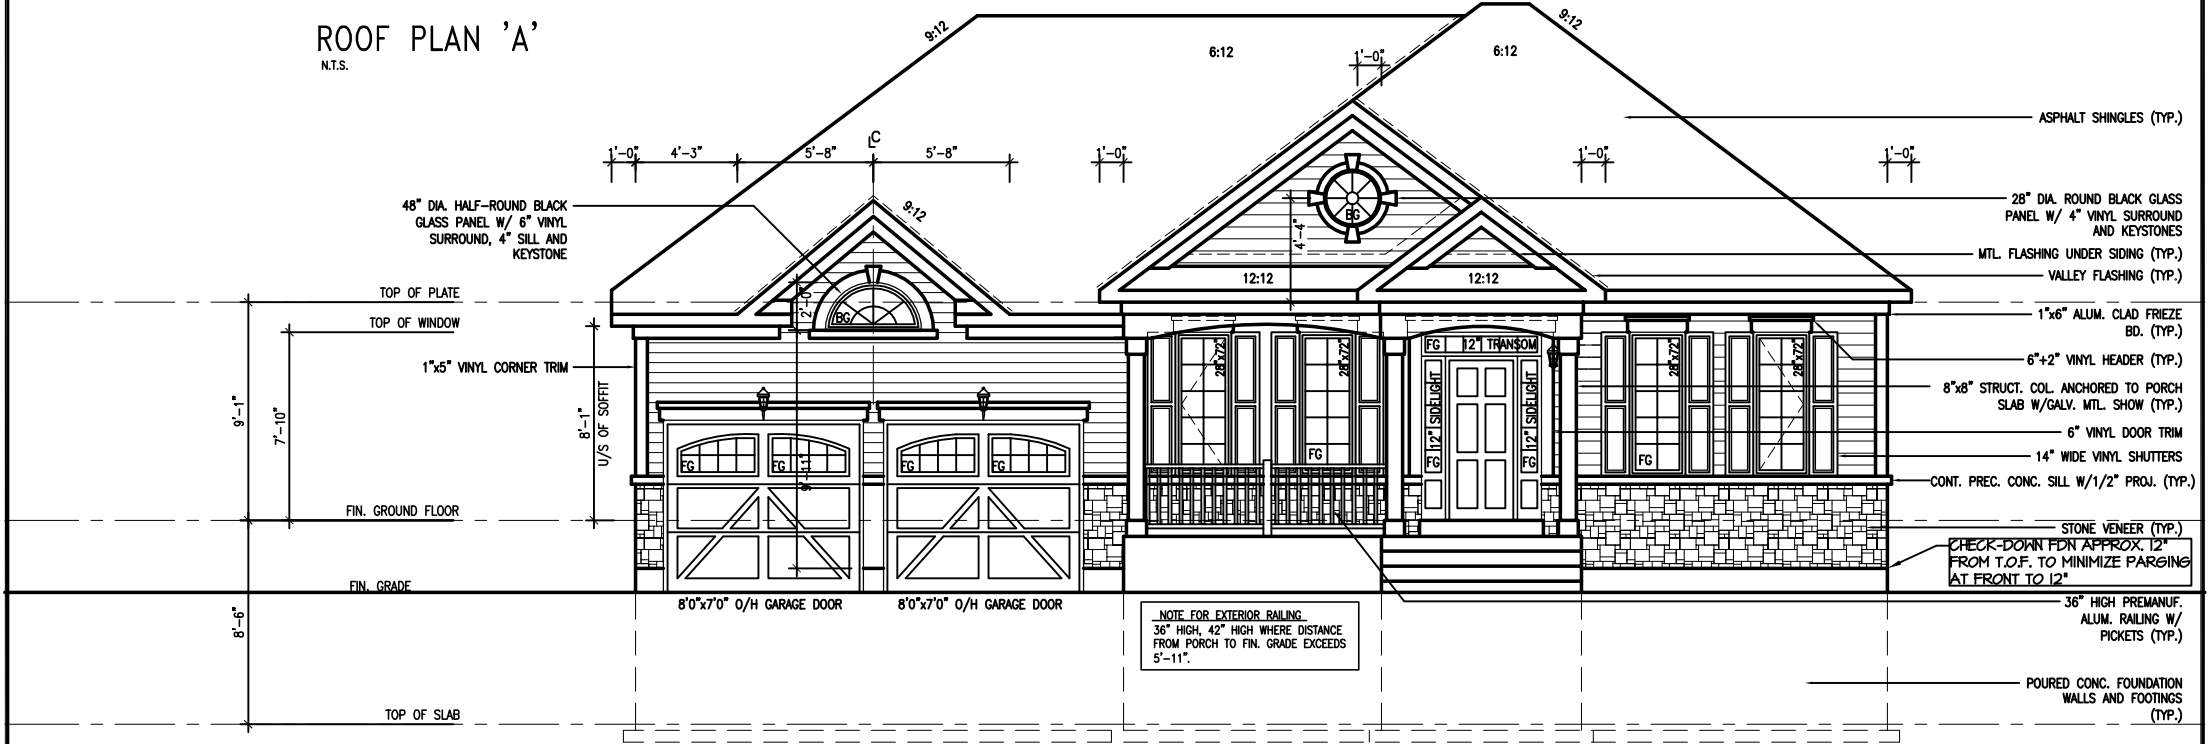 ROOF PLAN 'A'
N.T.S.
9:12
6:12
1'-0"
6:12
9:12
ASPHALT SHINGLES (TYP.)
1'-0"
4'-3"
5'-8"
CL
5'-8"
1'-0"
1'-0"
1'-0"
48" DIA. HALF-ROUND BLACK
GLASS PANEL W/ 6" VINYL
SURROUND, 4" SILL AND
KEYSTONE
9:12
BG
4'-4"
28" DIA. ROUND BLACK GLASS
PANEL W/ 4" VINYL SURROUND
AND KEYSTONES
MTL. FLASHING UNDER SIDING (TYP.)
VALLEY FLASHING (TYP.)
12:12
12:12
TOP OF PLATE
TOP OF WINDOW
2'-0"
BG
1"x6" ALUM. CLAD FRIEZE
BD. (TYP.)
6"+2" VINYL HEADER (TYP.)
1"x5" VINYL CORNER TRIM
8"x8" STRUCT. COL. ANCHORED TO PORCH
SLAB W/GALV. MTL. SHOW (TYP.)
6" VINYL DOOR TRIM
14" WIDE VINYL SHUTTERS
CONT. PREC. CONC. SILL W/1/2" PROJ. (TYP.)
9'-1"
7'-10"
8'-1"
U/S OF SOFFIT
9'-11"
FG
FG
FG
FG
28"x72"
28"x72"
FG
FG
12" TRANSOM
12" SIDELIGHT
12" SIDELIGHT
FG
FG
28"x72"
28"x72"
FG
FIN. GROUND FLOOR
STONE VENEER (TYP.)
CHECK-DOWN FDN APPROX. 12"
FROM T.O.F. TO MINIMIZE PARGING
AT FRONT TO 12"
FIN. GRADE
8'0"x7'0" O/H GARAGE DOOR
8'0"x7'0" O/H GARAGE DOOR
NOTE FOR EXTERIOR RAILING
36" HIGH, 42" HIGH WHERE DISTANCE
FROM PORCH TO FIN. GRADE EXCEEDS
5'-11".
36" HIGH PREMANUF.
ALUM. RAILING W/
PICKETS (TYP.)
8'-6"
POURED CONC. FOUNDATION
WALLS AND FOOTINGS
(TYP.)
TOP OF SLAB